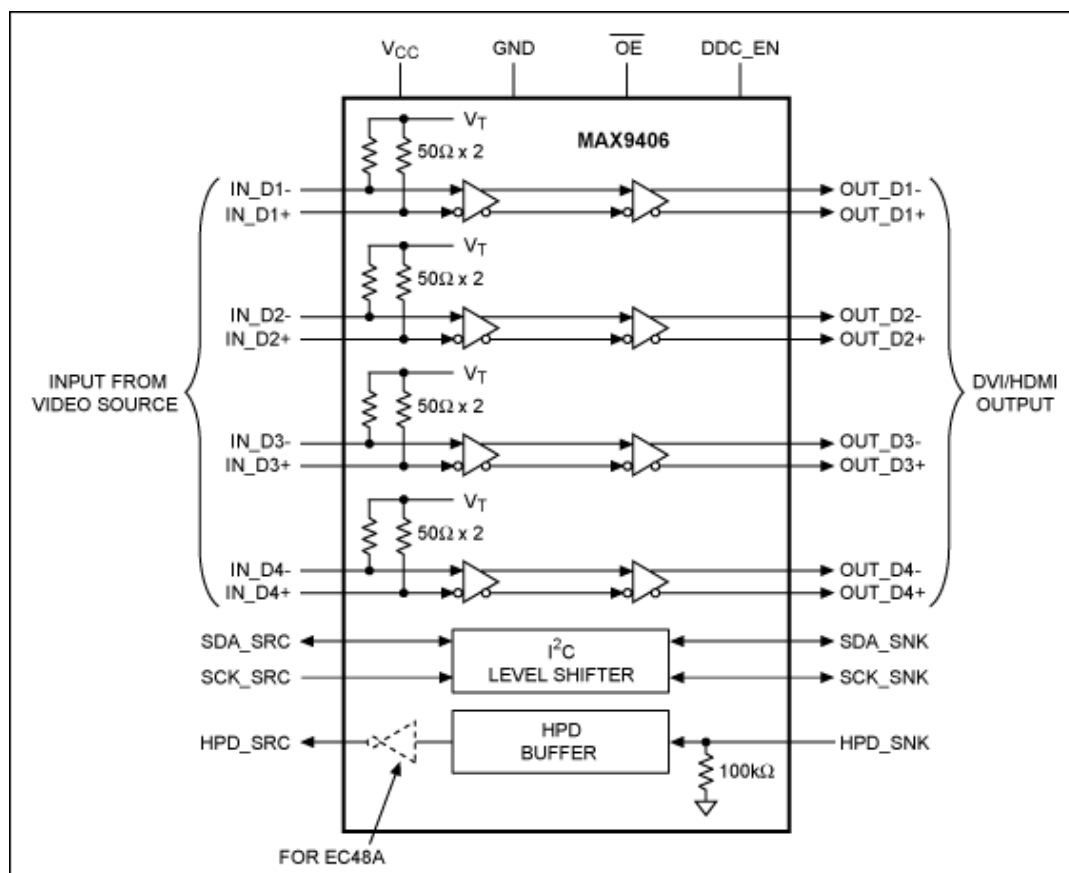 VCC GND OE DDC_EN
MAX9406
VT
50Ω x 2
IN_D1- OUT_D1-
IN_D1+ OUT_D1+
VT
50Ω x 2
IN_D2- OUT_D2-
IN_D2+ OUT_D2+
INPUT FROM
VIDEO SOURCE
DVI/HDMI
OUTPUT
VT
50Ω x 2
IN_D3- OUT_D3-
IN_D3+ OUT_D3+
VT
50Ω x 2
IN_D4- OUT_D4-
IN_D4+ OUT_D4+
SDA_SRC SDA_SNK
I²C
LEVEL SHIFTER
SCK_SRC SCK_SNK
HPD_SRC HPD_SNK
HPD
BUFFER
100kΩ
FOR EC48A